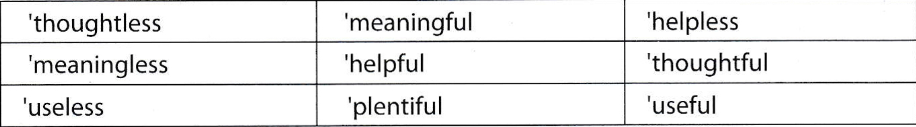 'thoughtless 'meaningful 'helpless
'meaningless 'helpful 'thoughtful
'useless 'plentiful 'useful